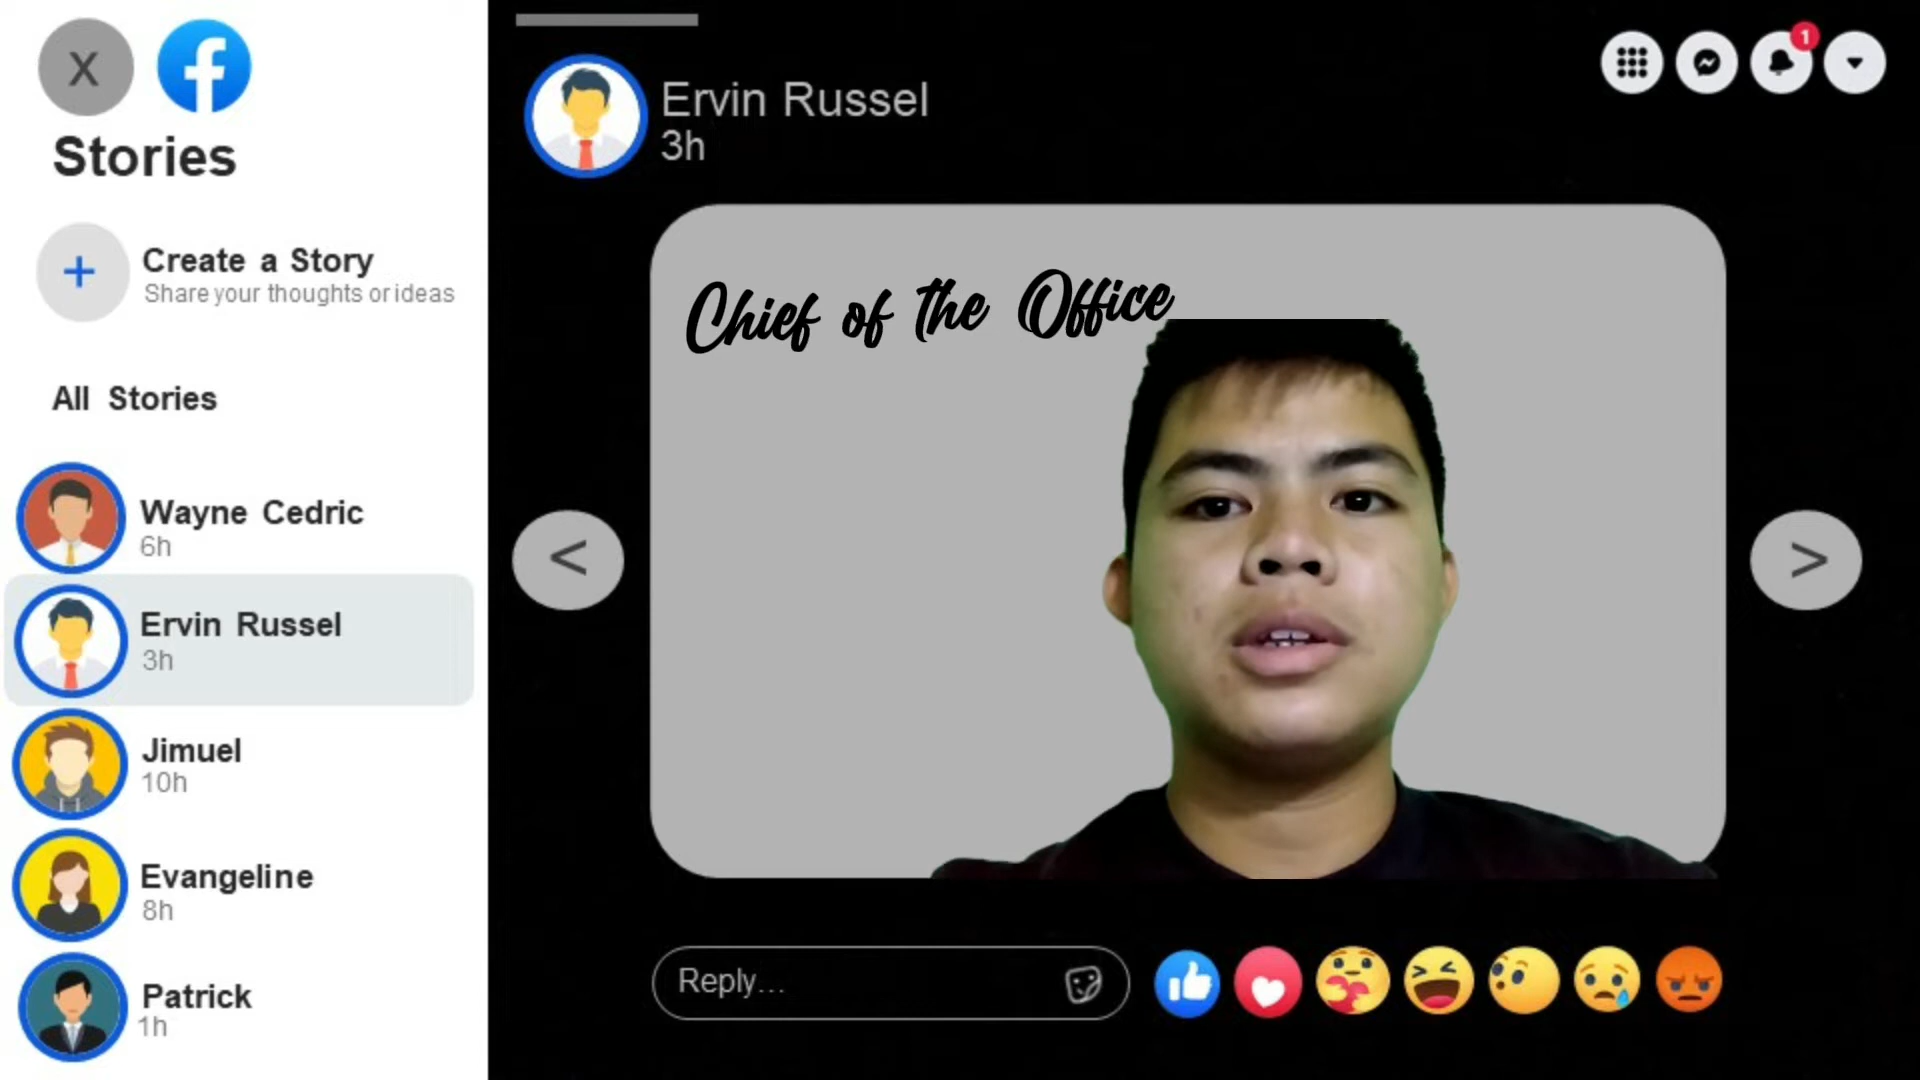 X
Stories
+
Create a Story
Share your thoughts or ideas
All Stories
Wayne Cedric
6h
Ervin Russel
3h
Jimuel
10h
Evangeline
8h
Patrick
1h
Ervin Russel
3h
1
Chief of the Office
<
>
Reply...